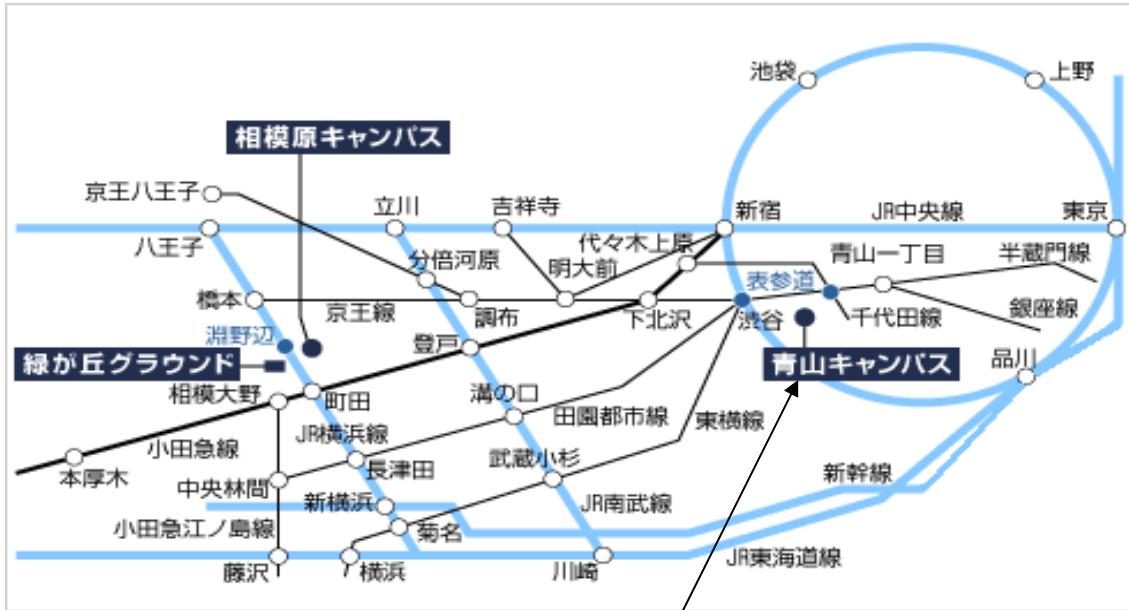 池袋
上野
相模原キャンパス
京王八王子
立川
吉祥寺
新宿
JR中央線
東京
八王子
分倍河原
代々木上原
明大前
青山一丁目
半蔵門線
表参道
橋本
京王線
調布
下北沢
渋谷
千代田線
銀座線
淵野辺
登戸
緑が丘グラウンド
青山キャンパス
品川
相模大野
町田
溝の口
田園都市線
東横線
小田急線
JR横浜線
本厚木
中央林間
長津田
武蔵小杉
新幹線
新横浜
JR南武線
小田急江ノ島線
菊名
藤沢
横浜
川崎
JR東海道線